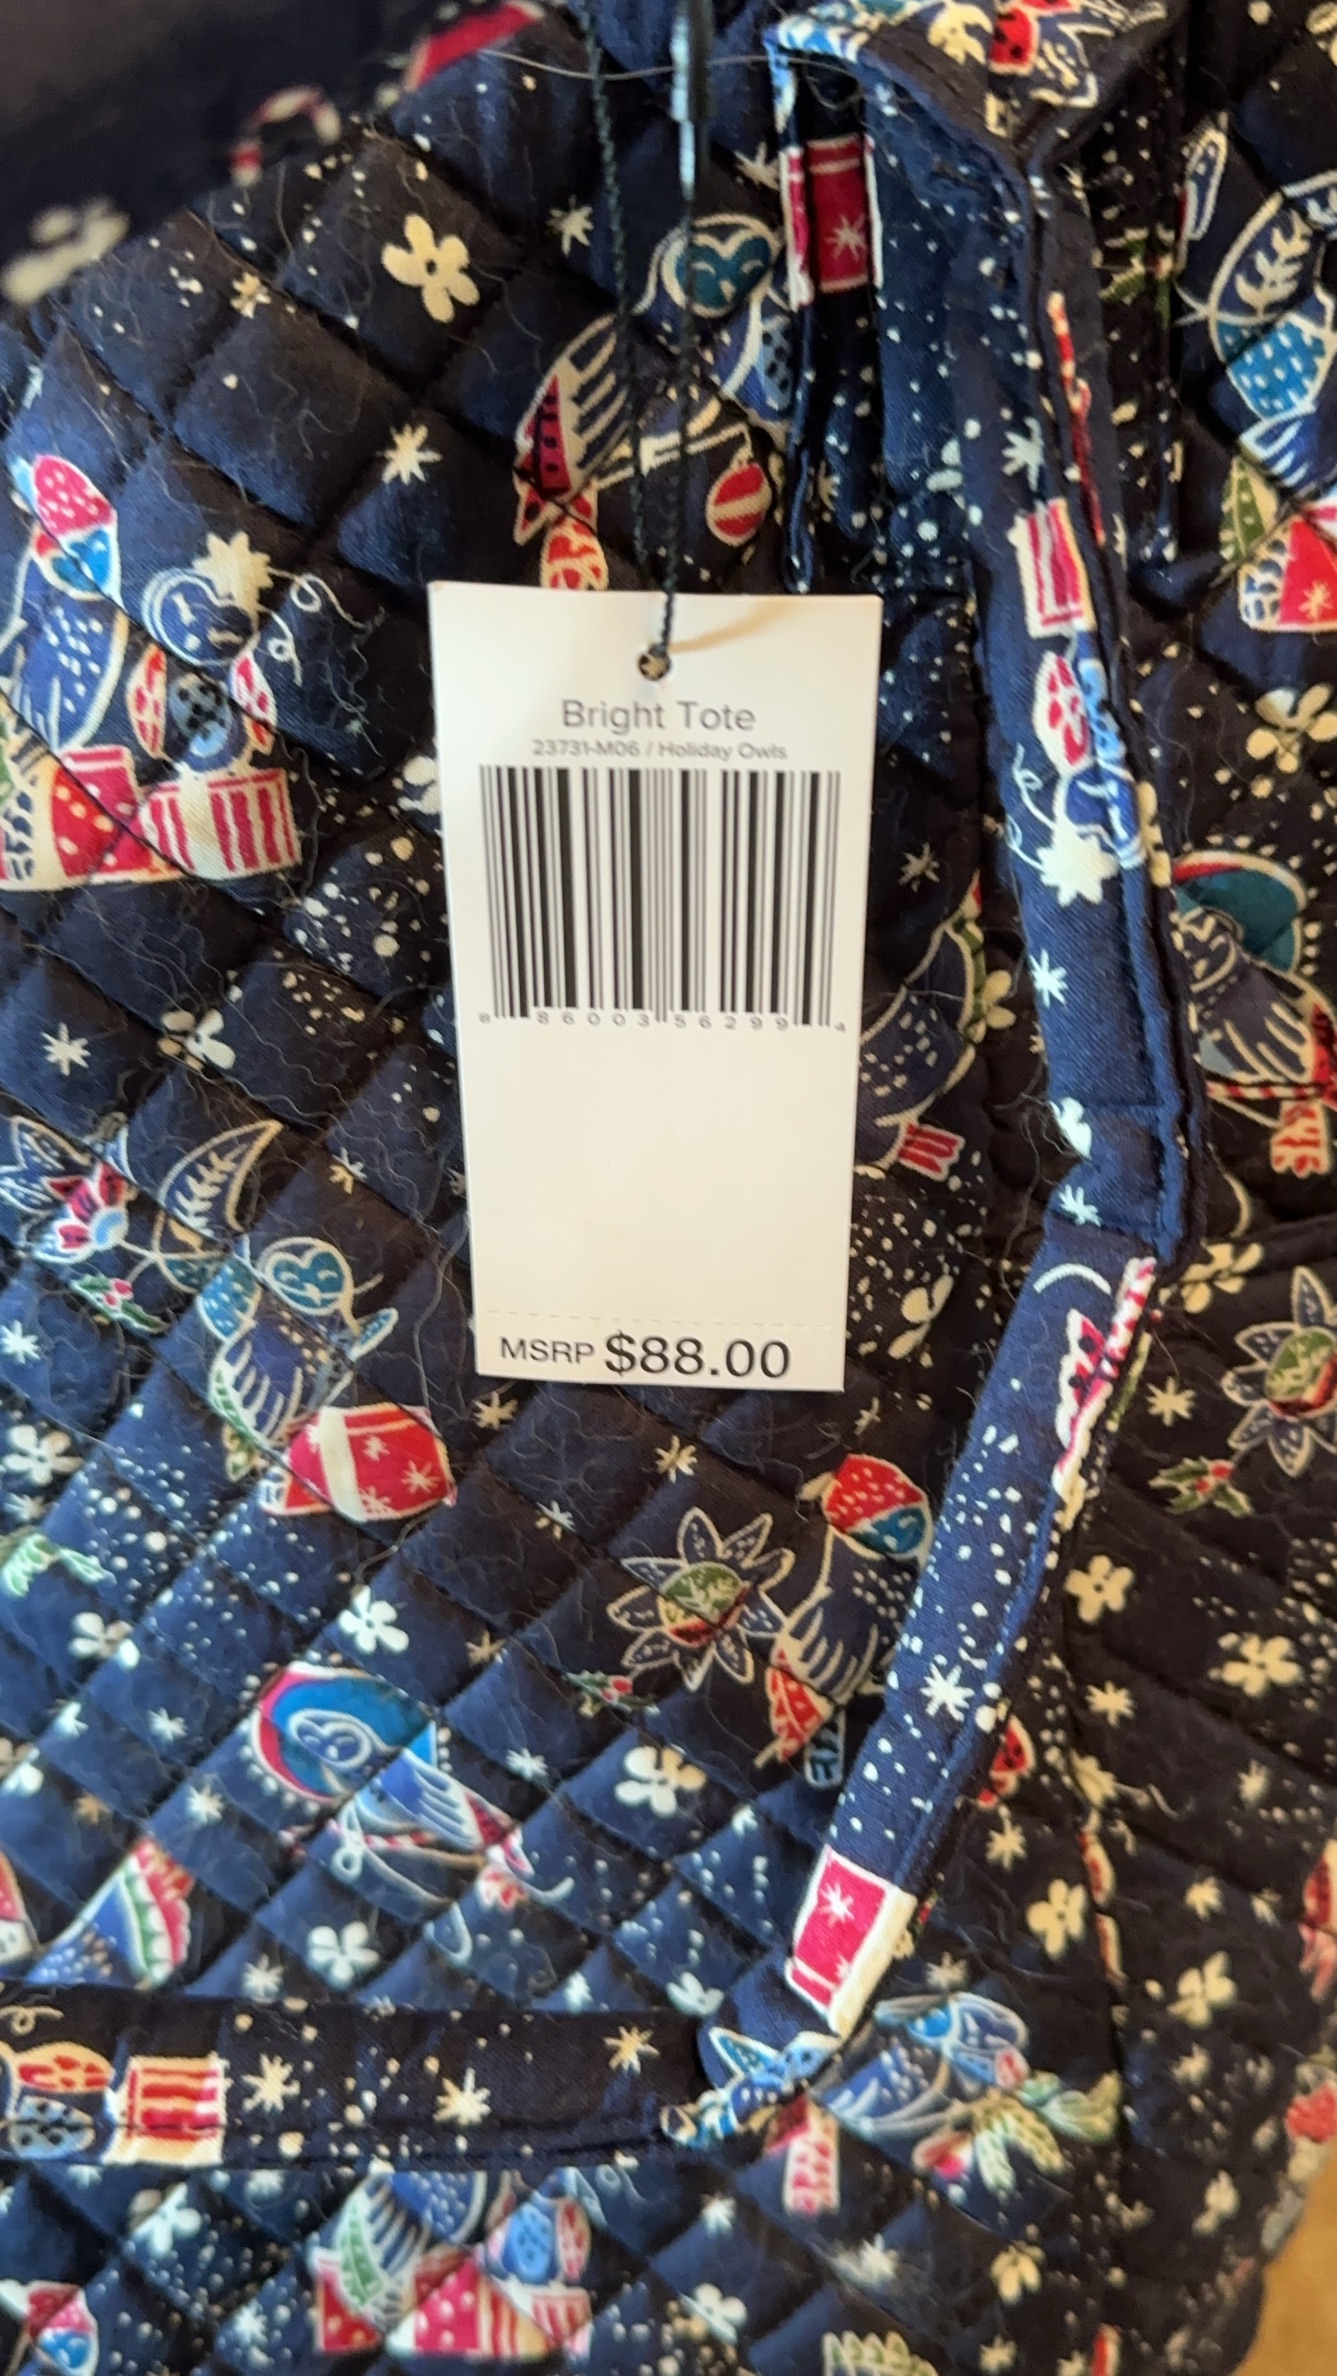 Bright Tote
23731-M06 / Holiday Owls
8 86003 56299 4
MSRP $88.00